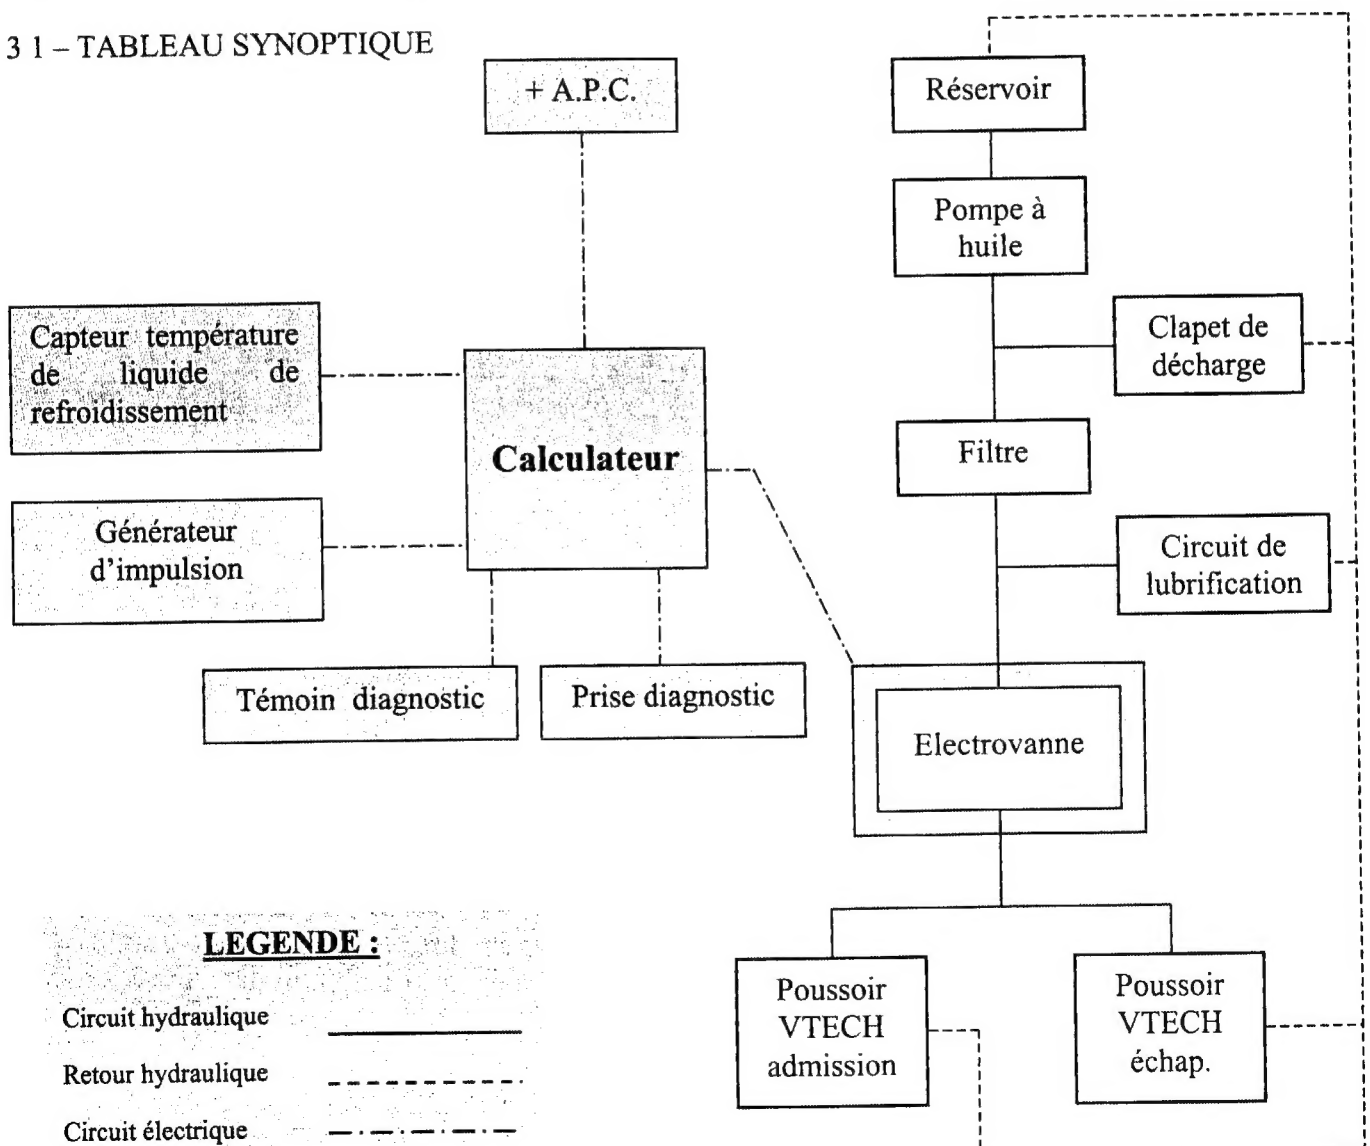 3 1 – TABLEAU SYNOPTIQUE
+ A.P.C.
Réservoir
Pompe à
huile
Capteur température
de liquide de
refroidissement
Clapet de
décharge
Calculateur
Filtre
Générateur
d'impulsion
Circuit de
lubrification
Témoin diagnostic
Prise diagnostic
Electrovanne
LEGENDE :
Circuit hydraulique
Retour hydraulique
Circuit électrique
Poussoir
VTECH
admission
Poussoir
VTECH
échap.